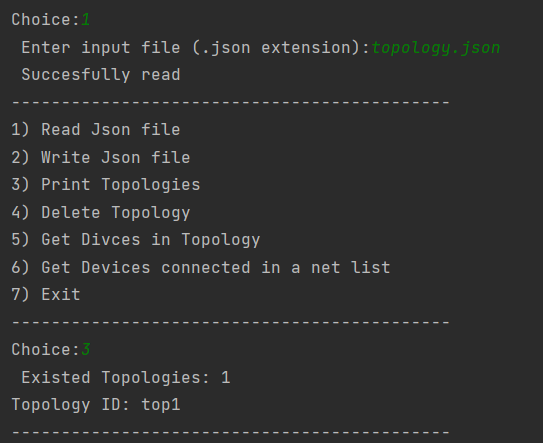 Choice:1
Enter input file (.json extension):topology.json
Succesfully read
--------------------------------------------
1) Read Json file
2) Write Json file
3) Print Topologies
4) Delete Topology
5) Get Divces in Topology
6) Get Devices connected in a net list
7) Exit
--------------------------------------------
Choice:3
Existed Topologies: 1
Topology ID: top1
--------------------------------------------